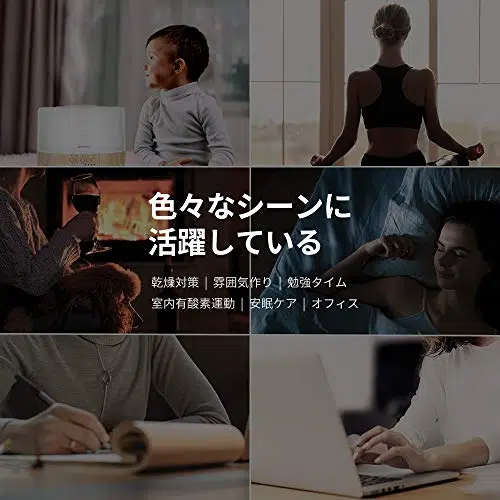 色々なシーンに
活躍している
乾燥対策 | 雰囲気作り | 勉強タイム
室内有酸素運動 | 安眠ケア | オフィス